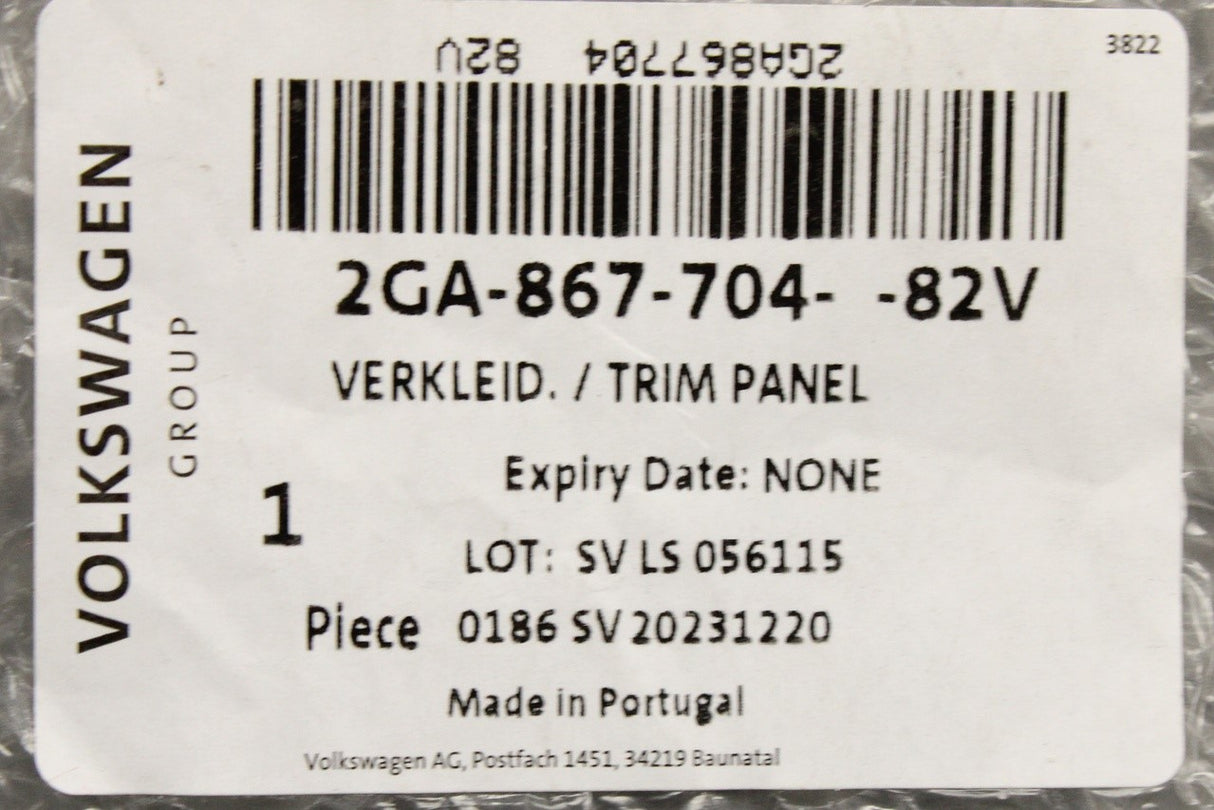 3822
2GA867704   82V
VOLKSWAGEN
GROUP
2GA-867-704- -82V
VERKLEID. / TRIM PANEL
Expiry Date: NONE
1
LOT: SV LS 056115
Piece 0186 SV 20231220
Made in Portugal
Volkswagen AG, Postfach 1451, 34219 Baunatal